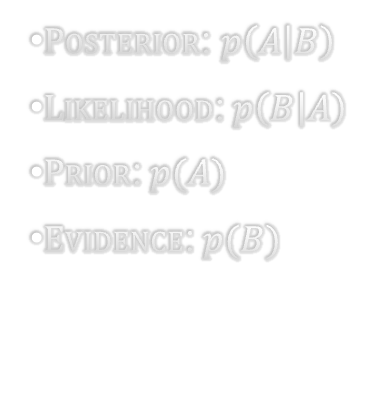 •Posterior: p(A|B)
•Likelihood: p(B|A)
•Prior: p(A)
•Evidence: p(B)